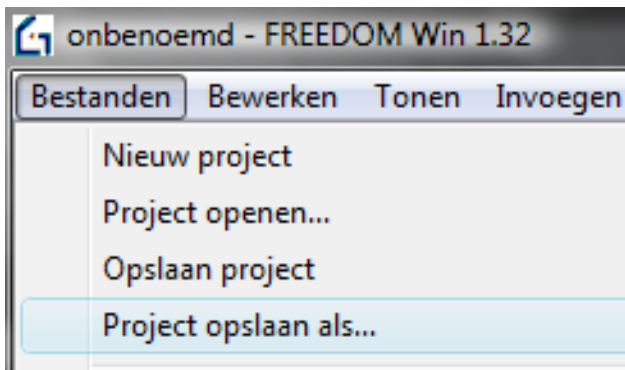 onbenoemd - FREEDOM Win 1.32
Bestanden Bewerken Tonen Invoegen
Nieuw project
Project openen...
Opslaan project
Project opslaan als...